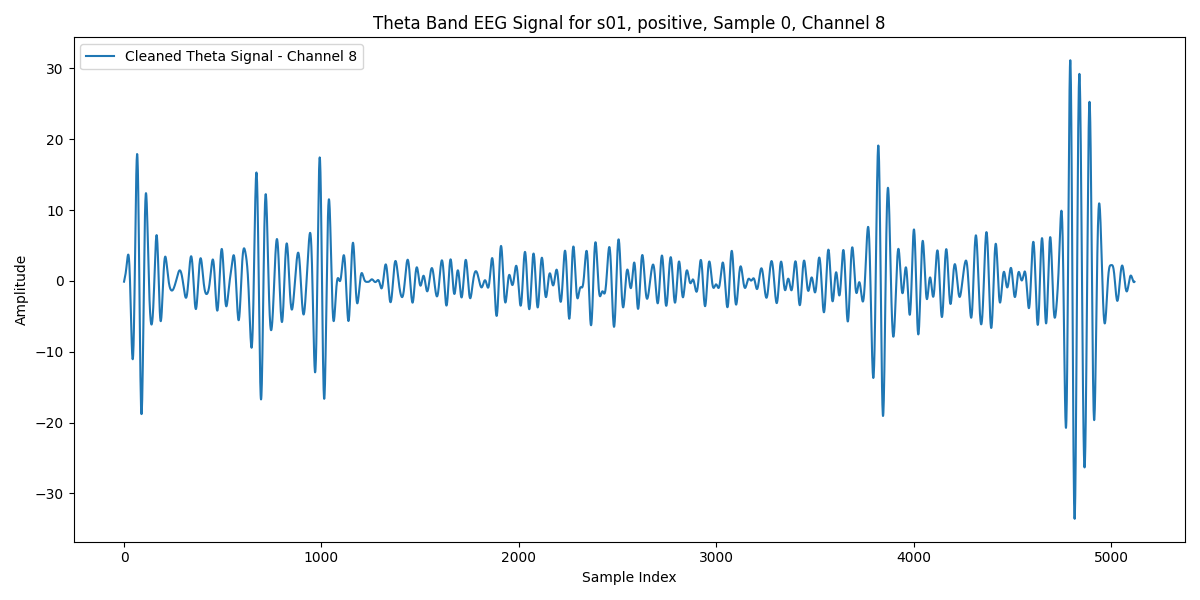 Theta Band EEG Signal for s01, positive, Sample 0, Channel 8
Cleaned Theta Signal - Channel 8
30
20
10
0
−10
−20
−30
Amplitude
0 1000 2000 3000 4000 5000
Sample Index